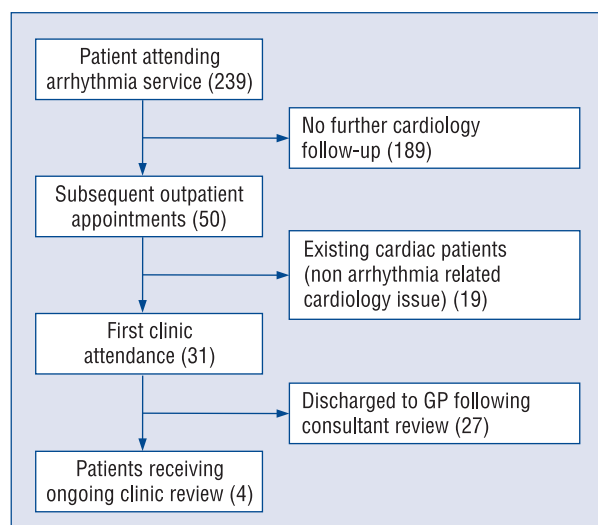 Patient attending
arrhythmia service (239)
No further cardiology
follow-up (189)
Subsequent outpatient
appointments (50)
Existing cardiac patients
(non arrhythmia related
cardiology issue) (19)
First clinic
attendance (31)
Discharged to GP following
consultant review (27)
Patients receiving
ongoing clinic review (4)